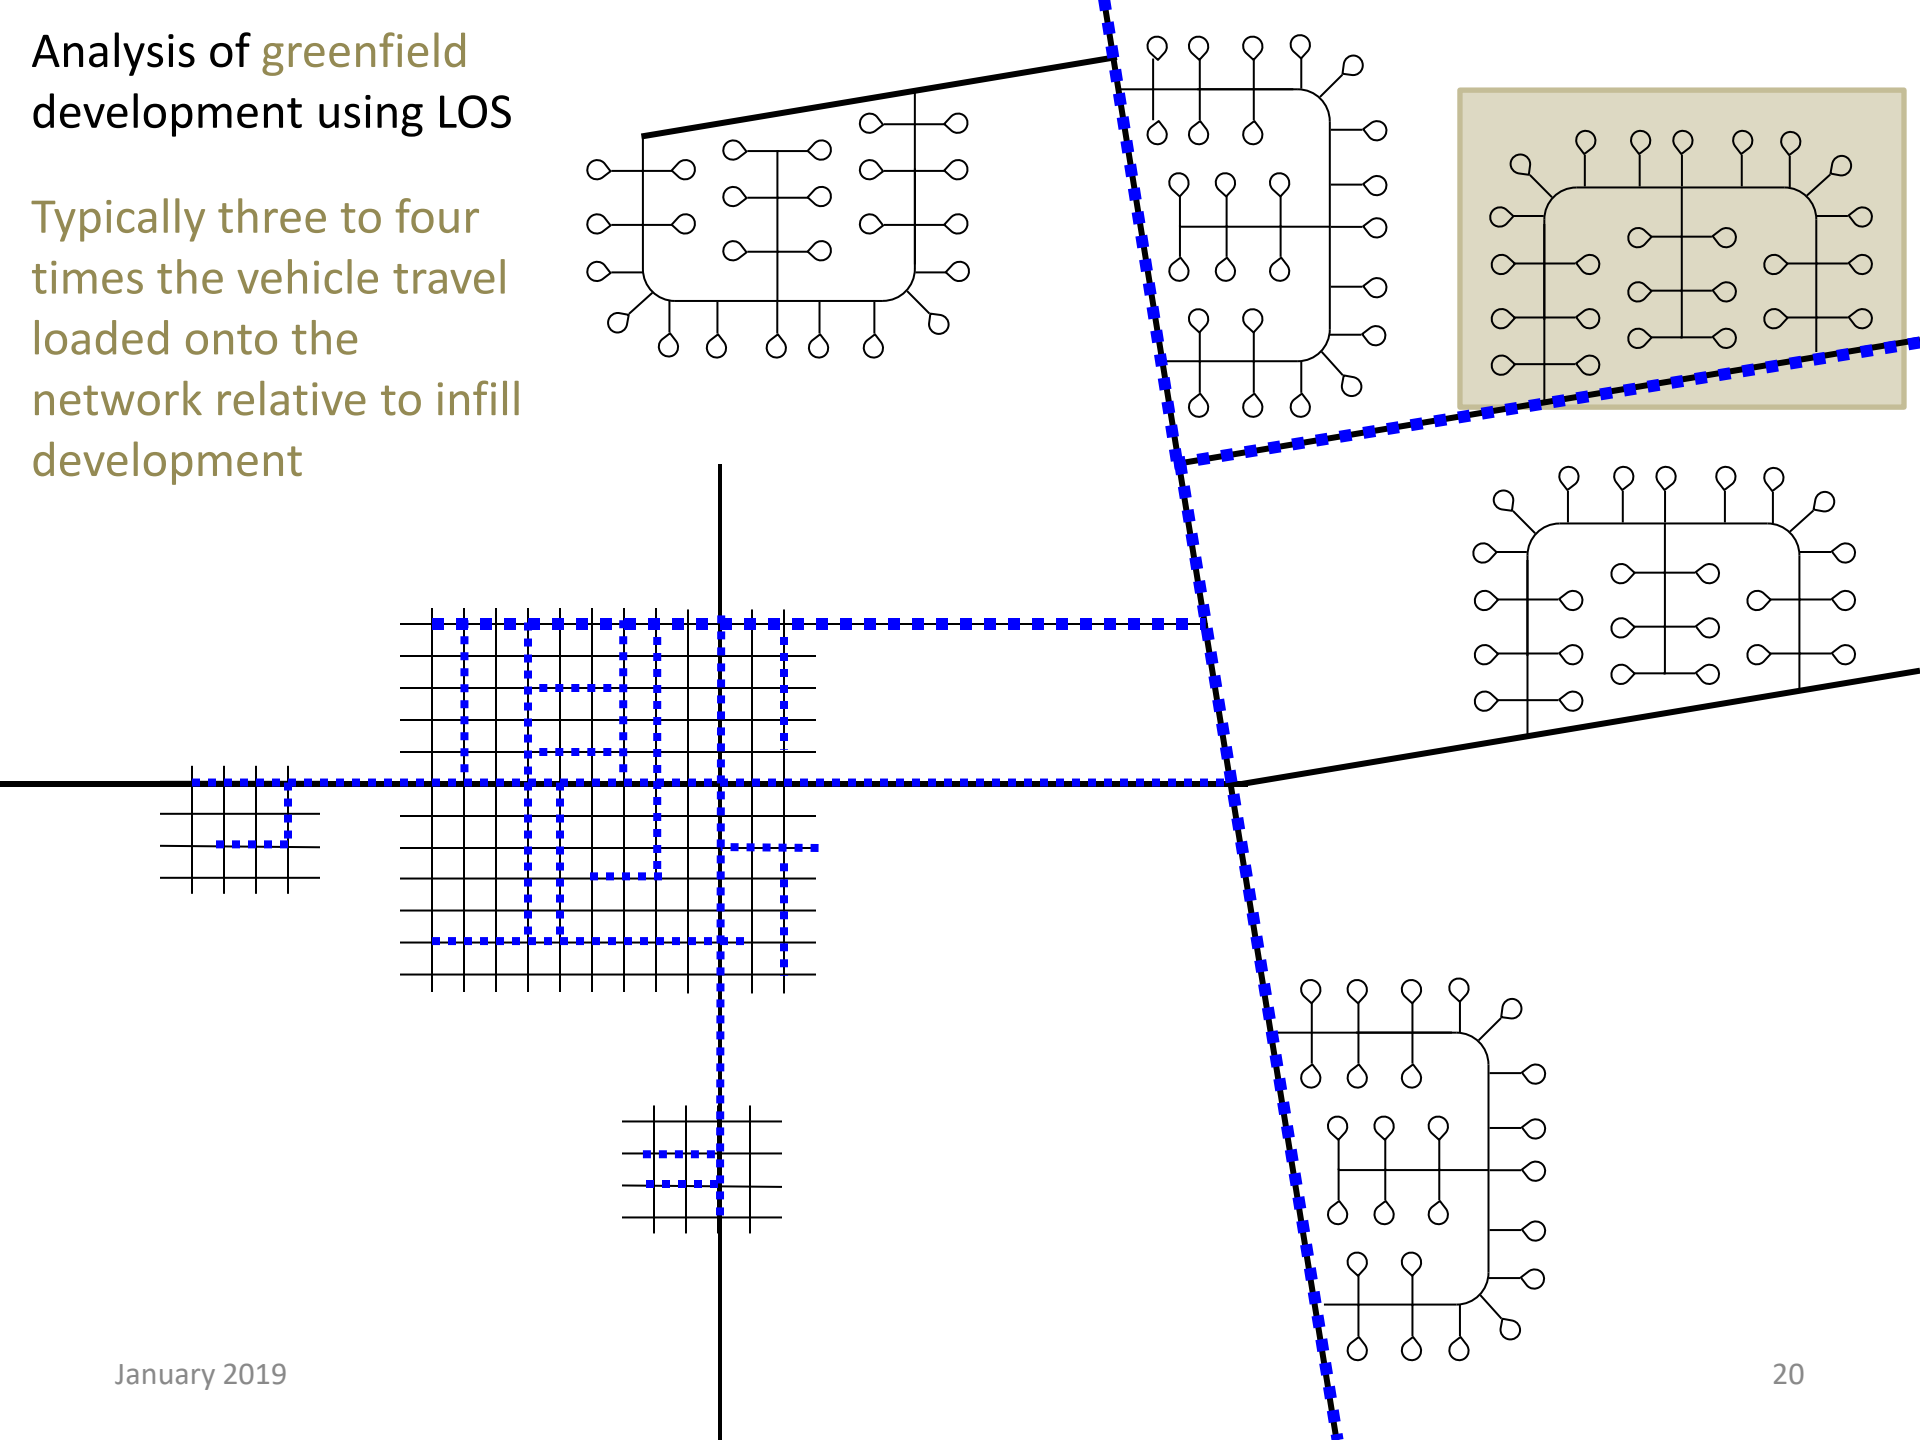 Analysis of greenfield
development using LOS
Typically three to four
times the vehicle travel
loaded onto the
network relative to infill
development
January 2019
20